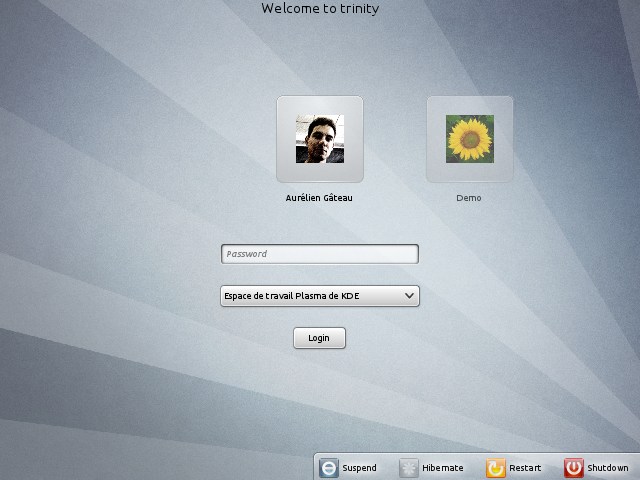 Welcome to trinity
Aurélien Gâteau
Demo
Password
Espace de travail Plasma de KDE
Login
Suspend
Hibernate
Restart
Shutdown